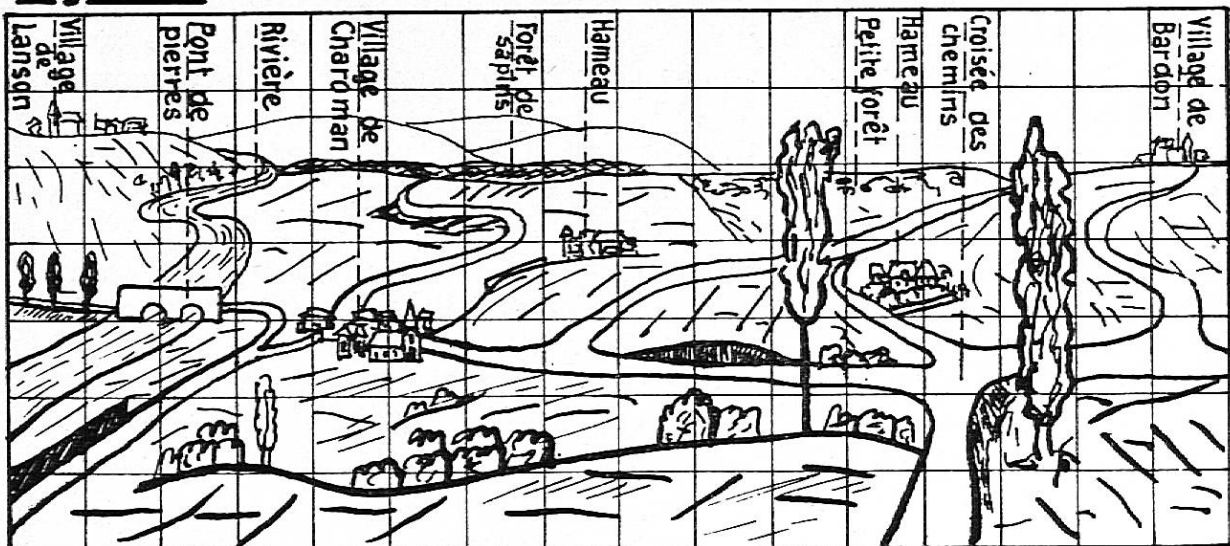 Village
de
Lanson
Pont de
pierres
Rivière
Village de
Charoman
Forêt de
sapins
Hameau
Petite forêt
Hameau
Croisée des
chemins
Village de
Bardon